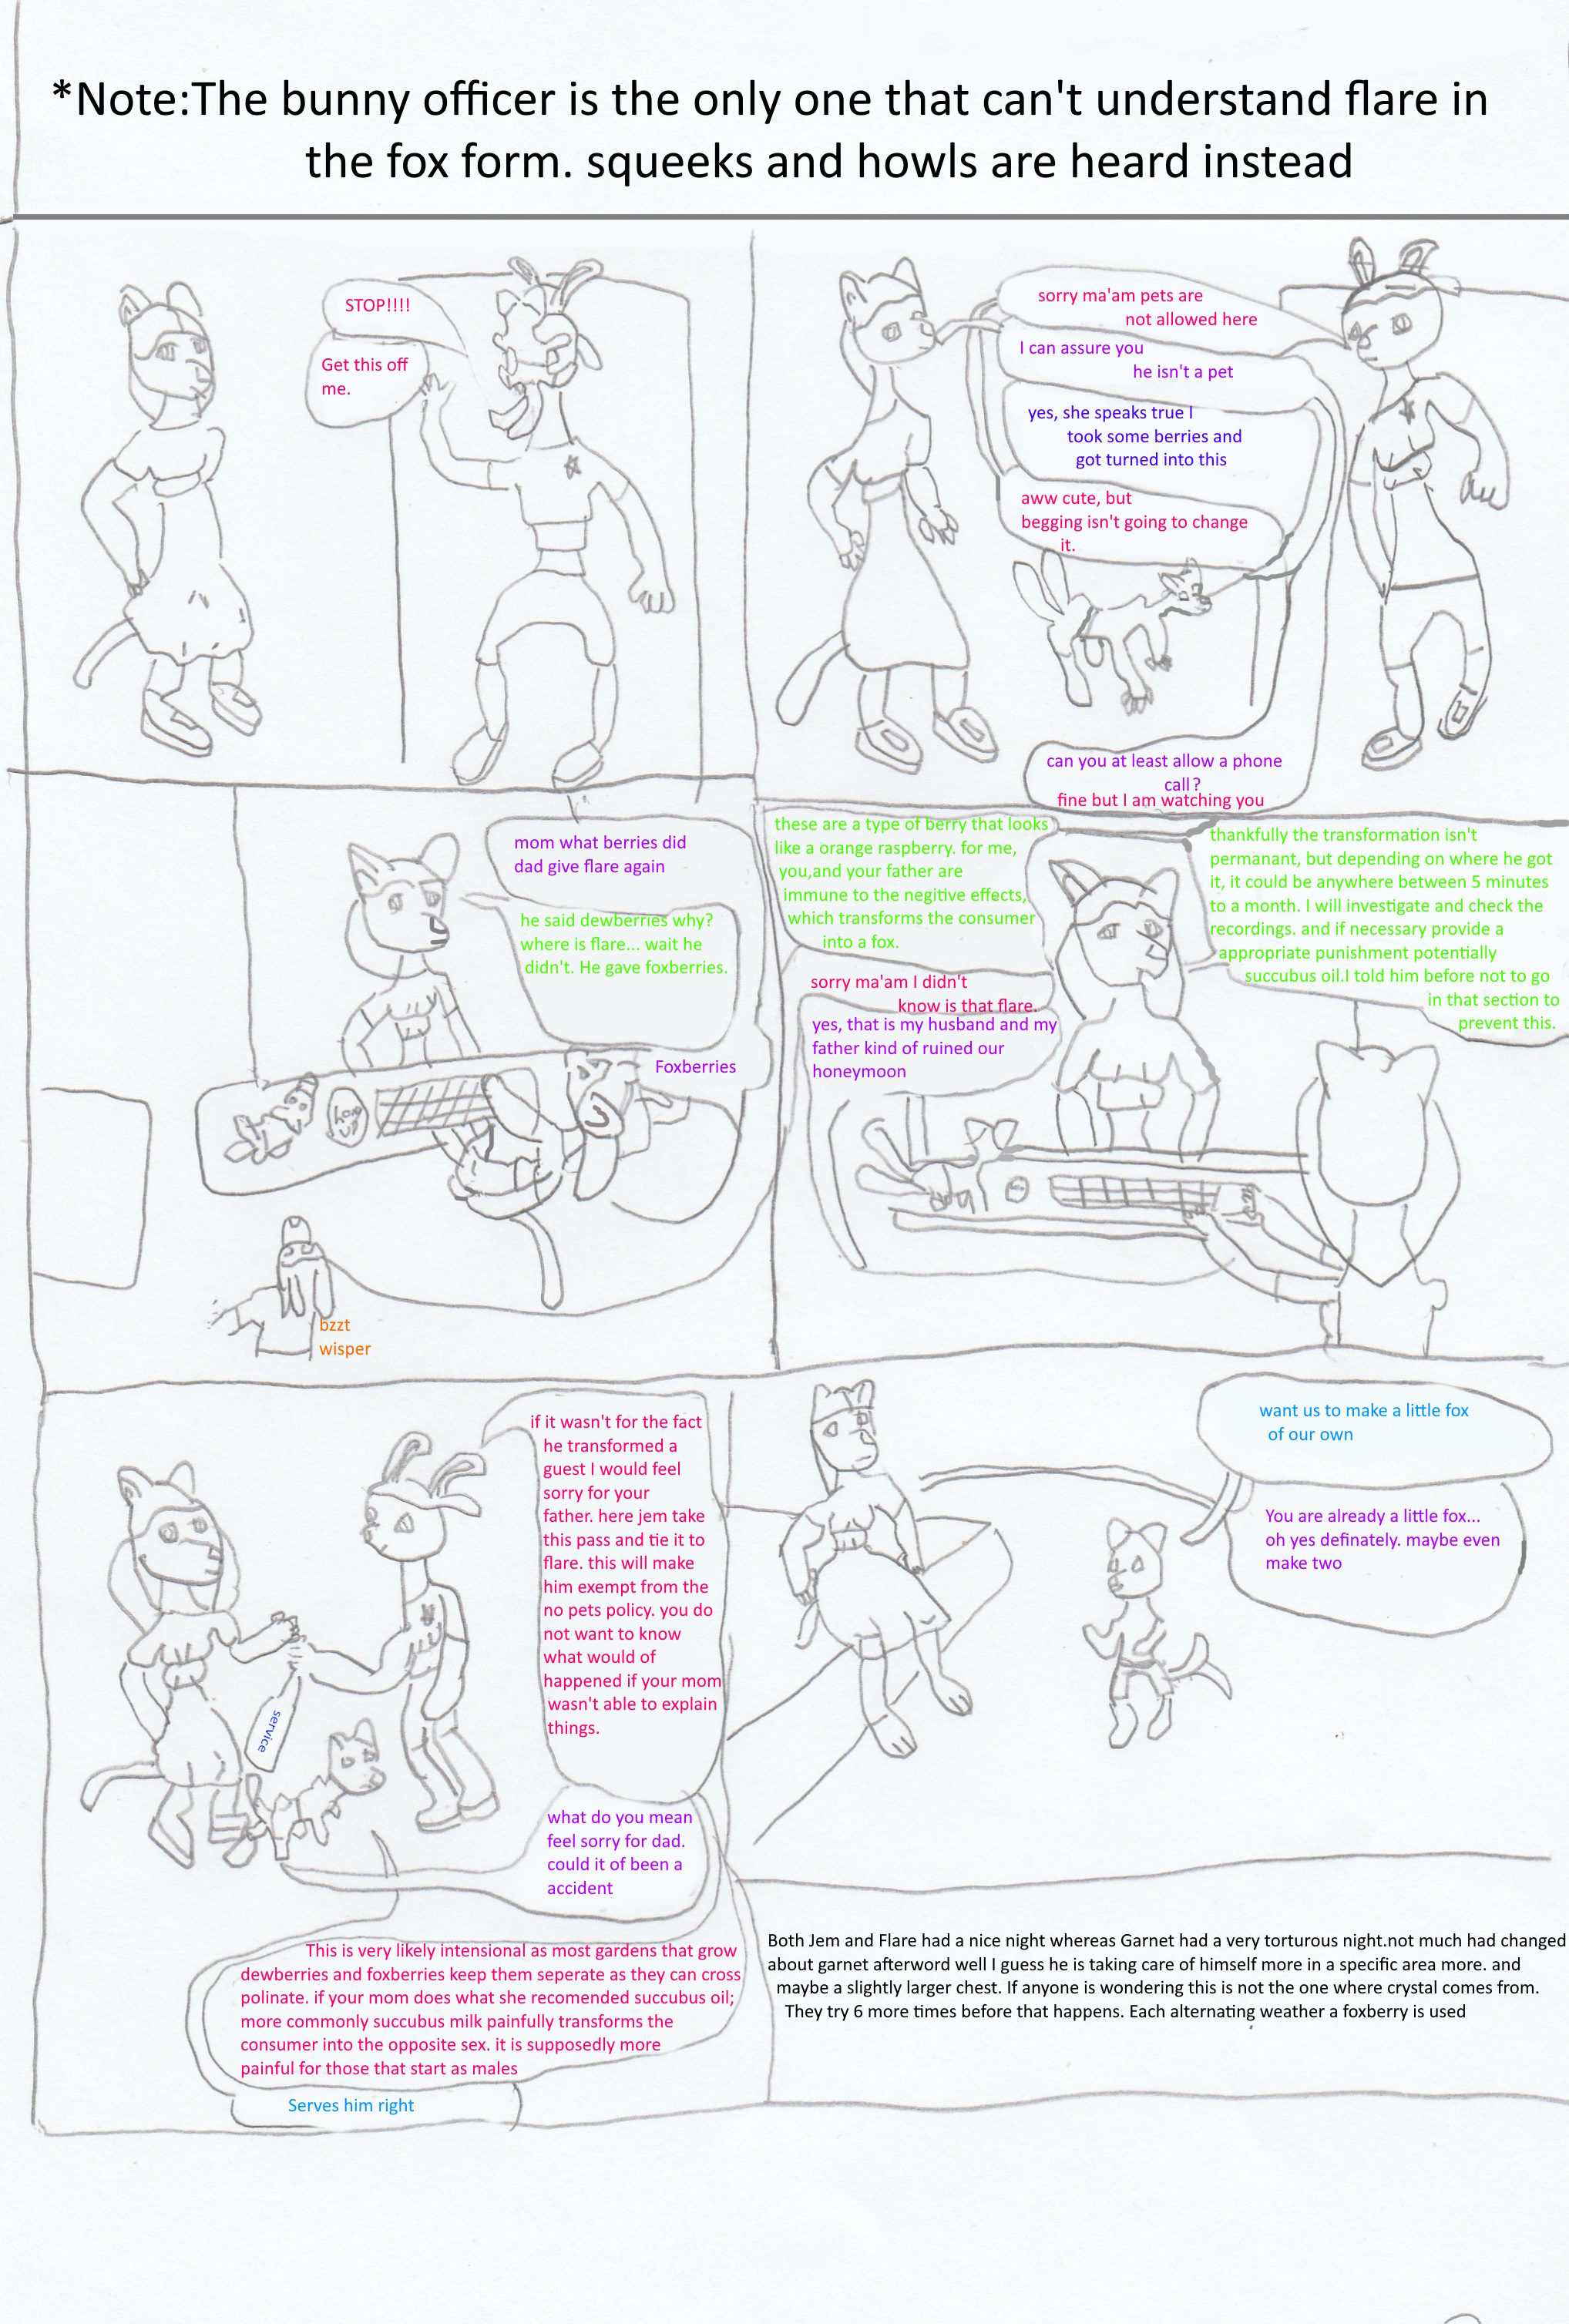 *Note:The bunny officer is the only one that can't understand flare in
the fox form. squeeks and howls are heard instead
STOP!!!!
Get this off
me.
sorry ma'am pets are
not allowed here
I can assure you
he isn't a pet
yes, she speaks true I
took some berries and
got turned into this
aww cute, but
begging isn't going to change
it.
can you at least allow a phone
call?
fine but I am watching you
mom what berries did
dad give flare again
he said dewberries why?
where is flare... wait he
didn't. He gave foxberries.
Foxberries
bzzt
wisper
these are a type of berry that looks
like a orange raspberry. for me,
you,and your father are
immune to the negitive effects,
which transforms the consumer
into a fox.
thankfully the transformation isn't
permanant, but depending on where he got
it, it could be anywhere between 5 minutes
to a month. I will investigate and check the
recordings. and if necessary provide a
appropriate punishment potentially
succubus oil.I told him before not to go
in that section to
prevent this.
sorry ma'am I didn't
know is that flare.
yes, that is my husband and my
father kind of ruined our
honeymoon
if it wasn't for the fact
he transformed a
guest I would feel
sorry for your
father. here jem take
this pass and tie it to
flare. this will make
him exempt from the
no pets policy. you do
not want to know
what would of
happened if your mom
wasn't able to explain
things.
service
what do you mean
feel sorry for dad.
could it of been a
accident
This is very likely intensional as most gardens that grow
dewberries and foxberries keep them seperate as they can cross
polinate. if your mom does what she recomended succubus oil;
more commonly succubus milk painfully transforms the
consumer into the opposite sex. it is supposedly more
painful for those that start as males
Serves him right
want us to make a little fox
of our own
You are already a little fox...
oh yes definately. maybe even
make two
Both Jem and Flare had a nice night whereas Garnet had a very torturous night.not much had changed
about garnet afterword well I guess he is taking care of himself more in a specific area more. and
maybe a slightly larger chest. If anyone is wondering this is not the one where crystal comes from.
They try 6 more times before that happens. Each alternating weather a foxberry is used